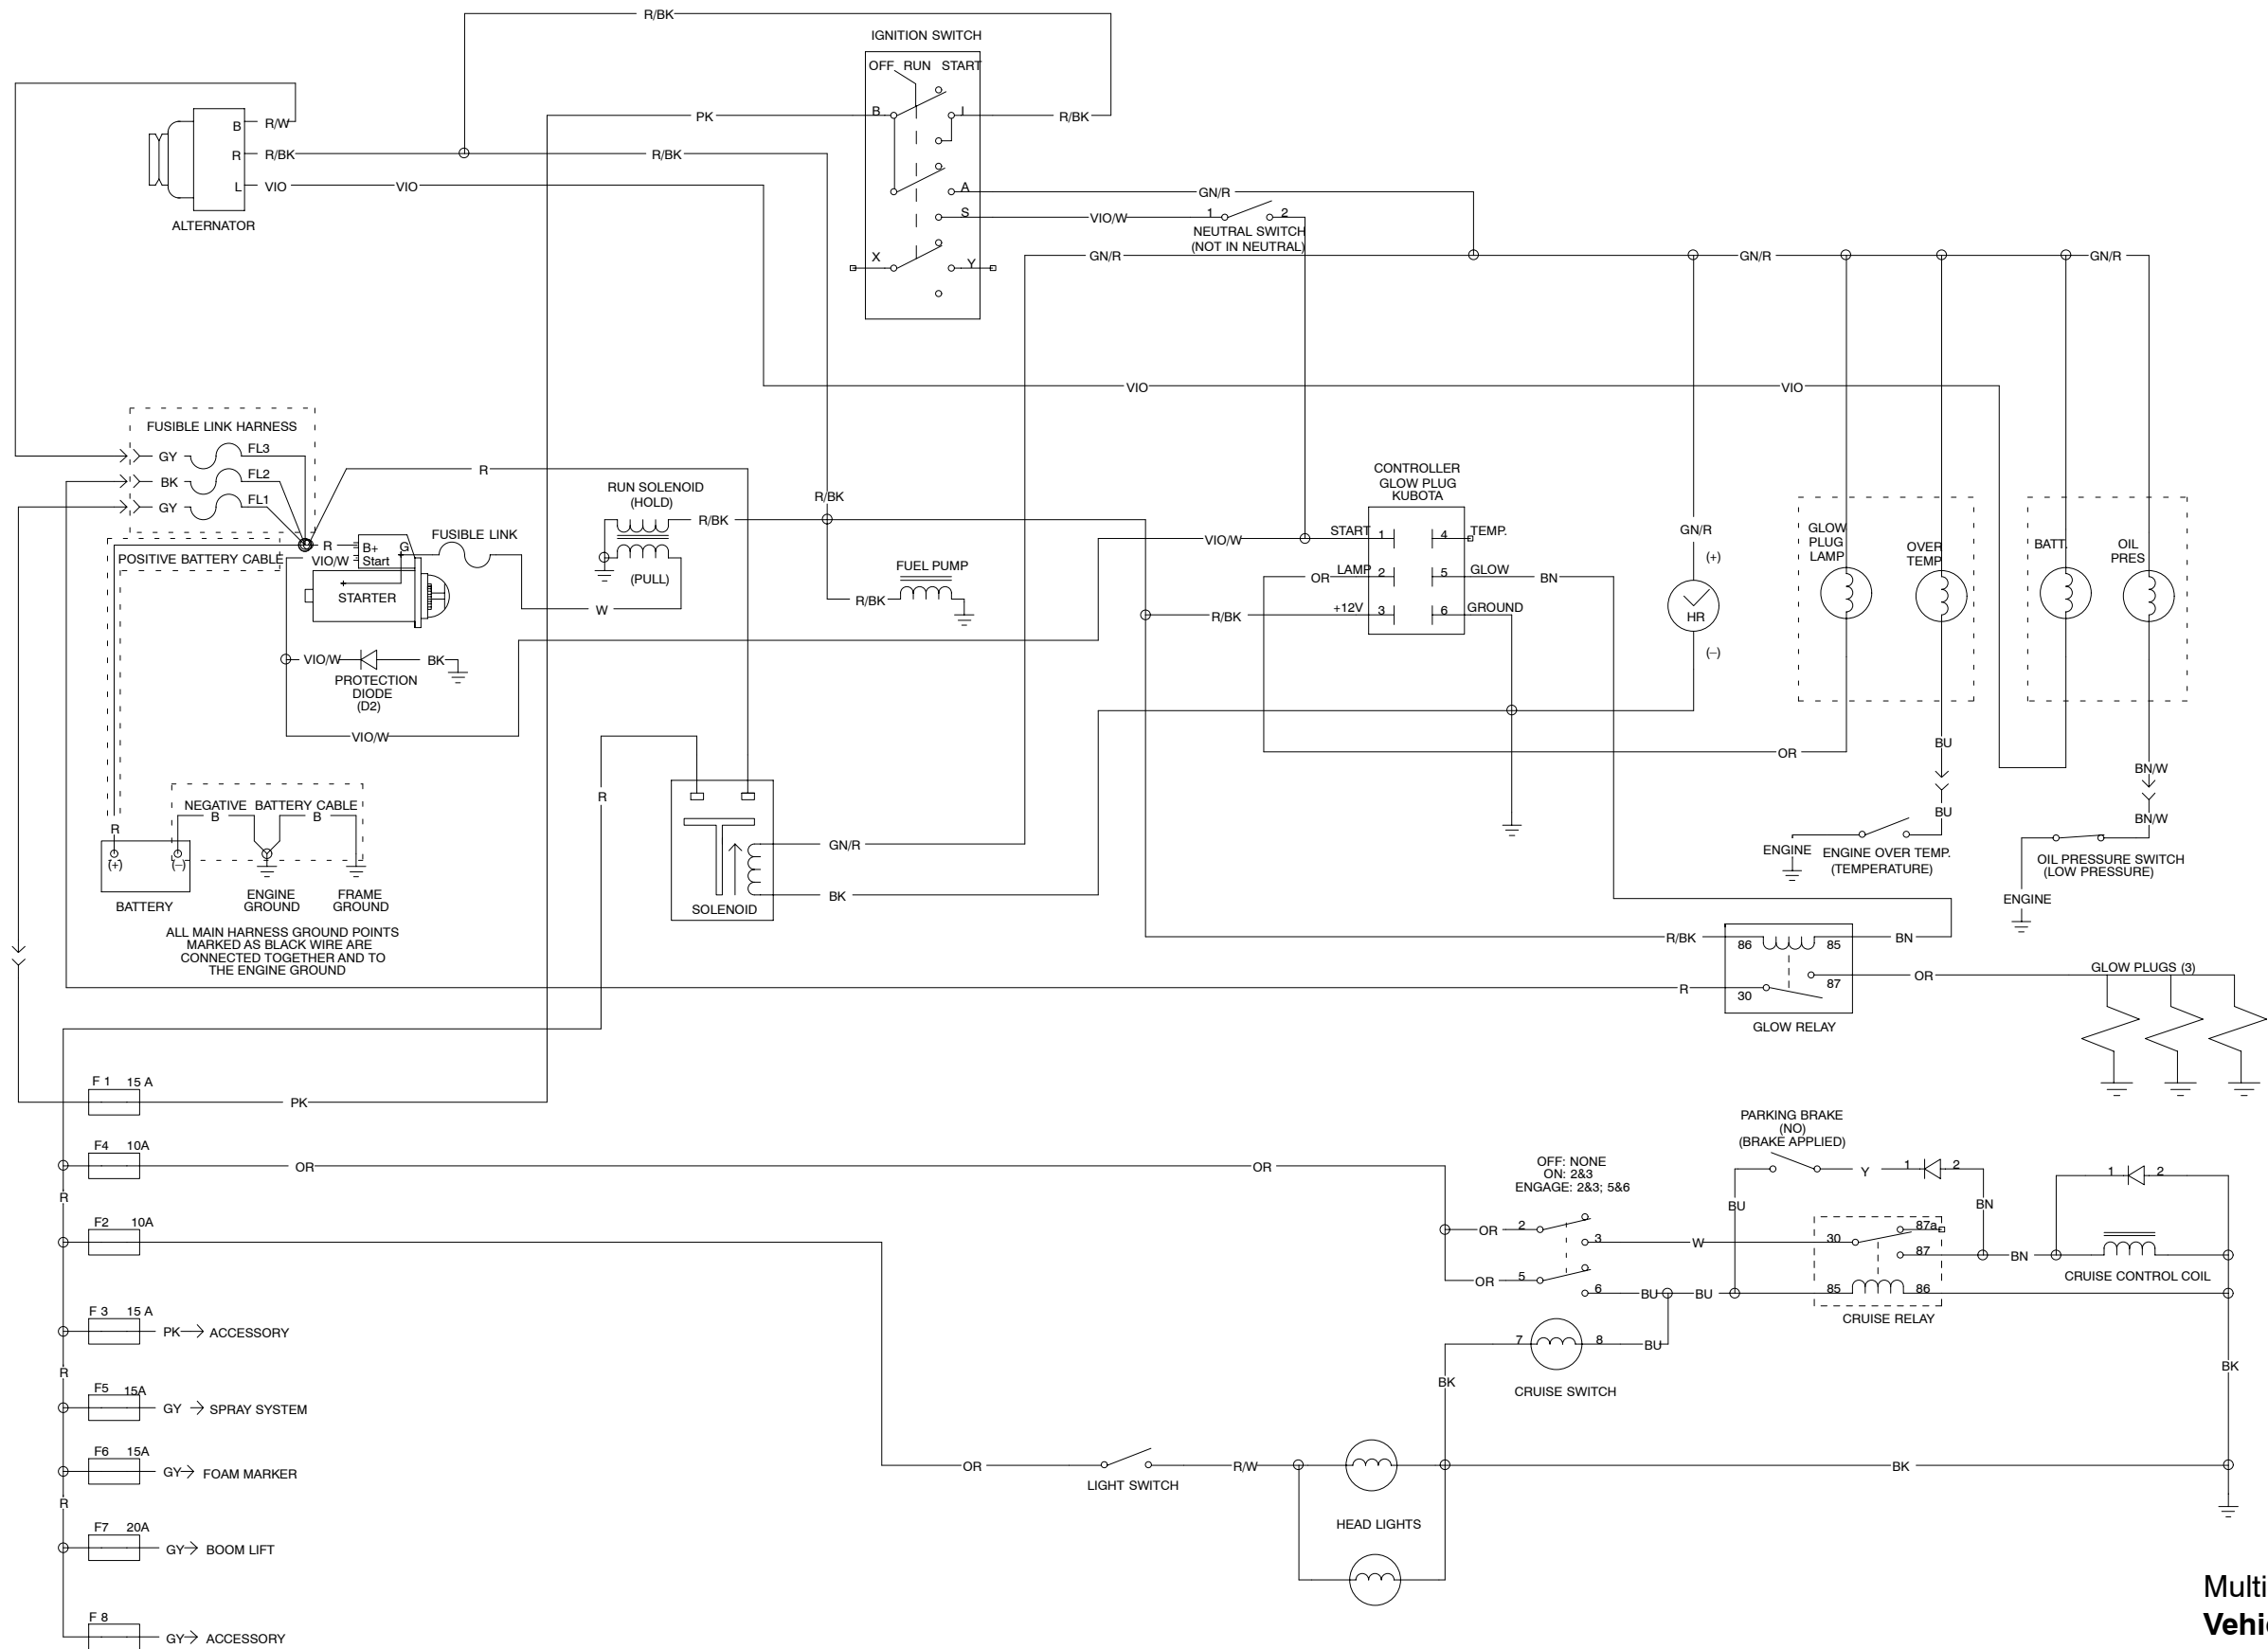 R/BK
IGNITION SWITCH
OFF RUN START
B
I
R/W
PK
R/BK
B
R
R/BK
R/BK
L
VIO
VIO
A
GN/R
S
VIO/W
1
2
ALTERNATOR
NEUTRAL SWITCH
(NOT IN NEUTRAL)
X
Y
GN/R
GN/R
GN/R
VIO
VIO
FUSIBLE LINK HARNESS
GY
FL3
BK
FL2
GY
FL1
R
RUN SOLENOID
(HOLD)
R/BK
R/BK
CONTROLLER
GLOW PLUG
KUBOTA
FUSIBLE LINK
POSITIVE BATTERY CABLE
R
B+
G
VIO/W
Start
STARTER
(PULL)
W
FUEL PUMP
R/BK
VIO/W
START
1
4
TEMP.
OR
LAMP
2
5
GLOW
BN
R/BK
+12V
3
6
GROUND
GN/R
(+)
HR
(–)
GLOW
PLUG
LAMP
OVER
TEMP
BATT.
OIL
PRES
VIO/W
BK
PROTECTION
DIODE
(D2)
VIO/W
R
OR
BU
BN/W
BU
BN/W
NEGATIVE BATTERY CABLE
B
B
R
(+)
(–)
BATTERY
ENGINE
GROUND
FRAME
GROUND
GN/R
BK
SOLENOID
ENGINE
ENGINE OVER TEMP.
(TEMPERATURE)
OIL PRESSURE SWITCH
(LOW PRESSURE)
ENGINE
ALL MAIN HARNESS GROUND POINTS
MARKED AS BLACK WIRE ARE
CONNECTED TOGETHER AND TO
THE ENGINE GROUND
R/BK
86
85
BN
87
OR
R
30
GLOW RELAY
GLOW PLUGS (3)
F 1 15 A
PK
F4 10A
OR
OR
R
F2 10A
F 3 15 A
PK
ACCESSORY
R
F5 15A
GY
SPRAY SYSTEM
F6 15A
GY
FOAM MARKER
R
F7 20A
GY
BOOM LIFT
F 8
GY
ACCESSORY
OFF: NONE
ON: 2&3
ENGAGE: 2&3; 5&6
OR
2
3
W
OR
5
6
BU
BU
7
8
BU
CRUISE SWITCH
BK
PARKING BRAKE
(NO)
(BRAKE APPLIED)
Y
1
2
BU
BN
30
87a
87
BN
85
86
CRUISE RELAY
1
2
CRUISE CONTROL COIL
BK
OR
LIGHT SWITCH
R/W
BK
HEAD LIGHTS
Multi